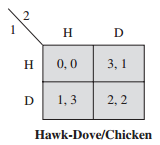 2
1
H D
H 0, 0 3, 1
D 1, 3 2, 2
Hawk-Dove/Chicken